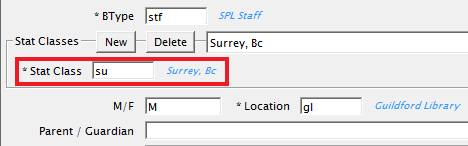 * BType stf SPL Staff
Stat Classes New Delete Surrey, Bc
* Stat Class su Surrey, Bc
M/F M * Location gl Guildford Library
Parent / Guardian